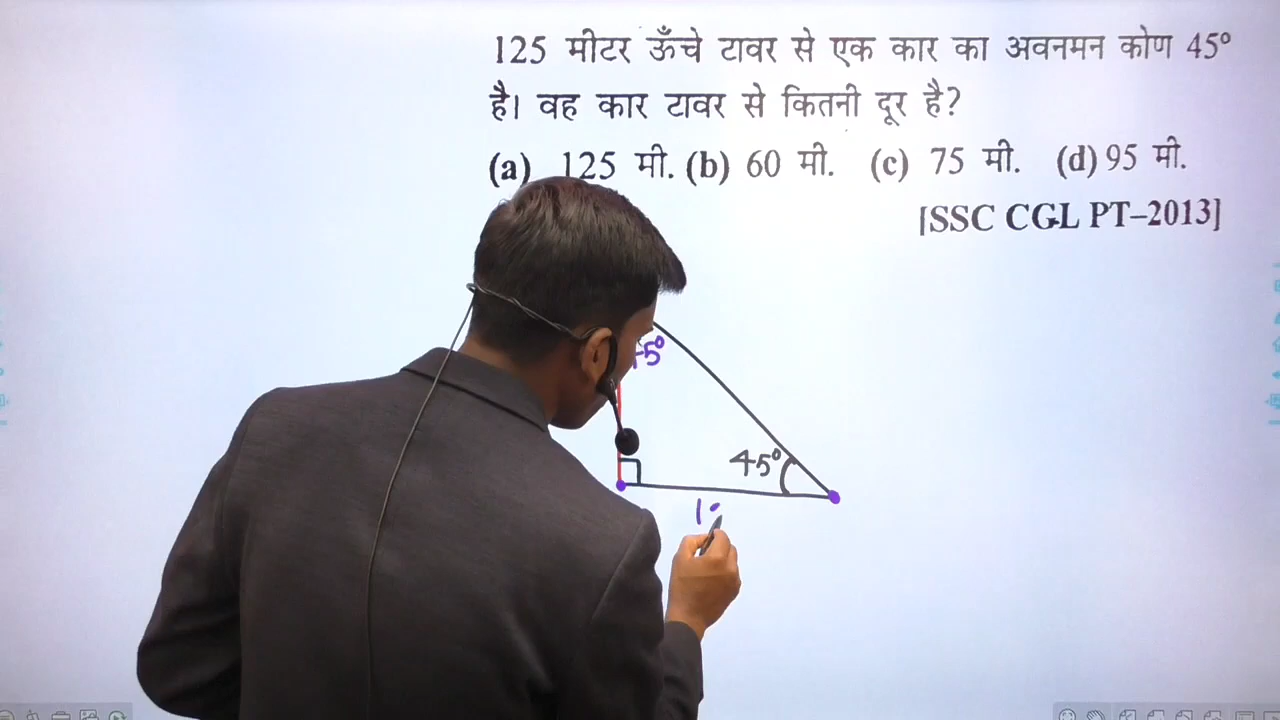 125 मीटर ऊँचे टावर से एक कार का अवनमन कोण 45°
है। वह कार टावर से कितनी दूर है?
(a) 125 मी. (b) 60 मी. (c) 75 मी. (d) 95 मी.
[SSC CGL PT–2013]
45°